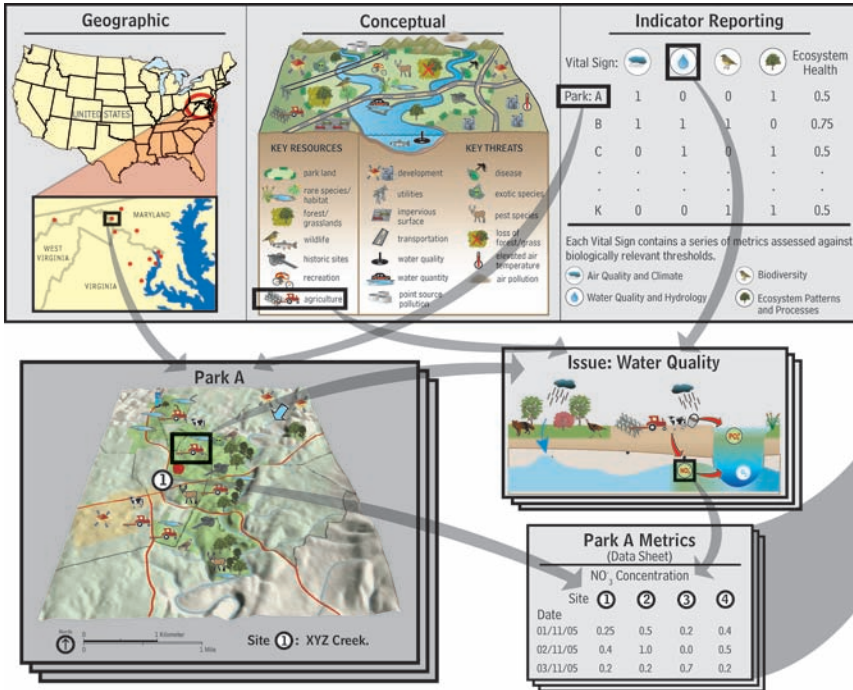 Geographic
UNITED STATES
MARYLAND
WEST
VIRGINIA
VIRGINIA
Conceptual
KEY RESOURCES
park land
rare species/
habitat
forest/
grasslands
wildlife
historic sites
recreation
agriculture
development
utilities
impervious
surface
transportation
water quality
water quantity
point source
pollution
KEY THREATS
disease
exotic species
pest species
loss of
forest/grass
elevated air
temperature
air pollution
Indicator Reporting
Vital Sign:
Ecosystem
Health
Park: A 1 0 0 1 0.5
B 1 1 1 0 0.75
C 0 1 0 1 0.5
. . . . . .
. . . . . .
K 0 0 1 1 0.5
Each Vital Sign contains a series of metrics assessed against
biologically relevant thresholds.
Air Quality and Climate
Biodiversity
Water Quality and Hydrology
Ecosystem Patterns
and Processes
Park A
1
North
0 1 Kilometer
0 1 Mile
Site 1: XYZ Creek.
Issue: Water Quality
NO3
O2
Park A Metrics
(Data Sheet)
NO-3 Concentration
Site 1 2 3 4
Date
01/11/05 0.25 0.5 0.2 0.4
02/11/05 0.4 1.0 0.0 0.5
03/11/05 0.2 0.2 0.7 0.2